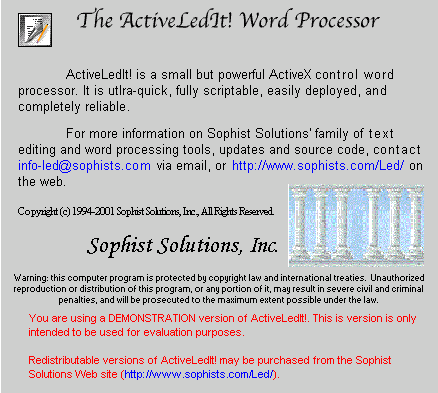 The ActiveLedIt! Word Processor
ActiveLedIt! is a small but powerful ActiveX control word
processor. It is utlra-quick, fully scriptable, easily deployed, and
completely reliable.
For more information on Sophist Solutions' family of text
editing and word processing tools, updates and source code, contact
info-led@sophists.com via email, or http://www.sophists.com/Led/ on
the web.
Copyright (c) 1994-2001 Sophist Solutions, Inc., All Rights Reserved.
Sophist Solutions, Inc.
Warning: this computer program is protected by copyright law and international treaties. Unauthorized
reproduction or distribution of this program, or any portion of it, may result in severe civil and criminal
penalties, and will be prosecuted to the maximum extent possible under the law.
You are using a DEMONSTRATION version of ActiveLedIt!. This is version is only
intended to be used for evaluation purposes.
Redistributable versions of ActiveLedIt! may be purchased from the Sophist
Solutions Web site (http://www.sophists.com/Led/).